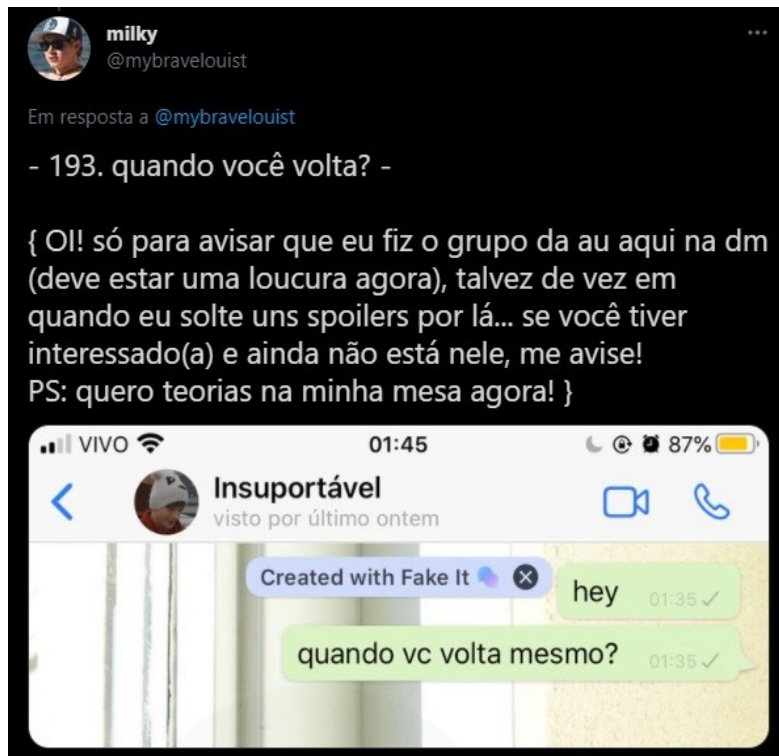 milky
@mybravelouist
Em resposta a @mybravelouist
- 193. quando você volta? -
{ OI! só para avisar que eu fiz o grupo da au aqui na dm
(deve estar uma loucura agora), talvez de vez em
quando eu solte uns spoilers por lá... se você tiver
interessado(a) e ainda não está nele, me avise!
PS: quero teorias na minha mesa agora! }
VIVO 01:45 87%
Insuportável
visto por último ontem
Created with Fake It
hey 01:35
quando vc volta mesmo? 01:35